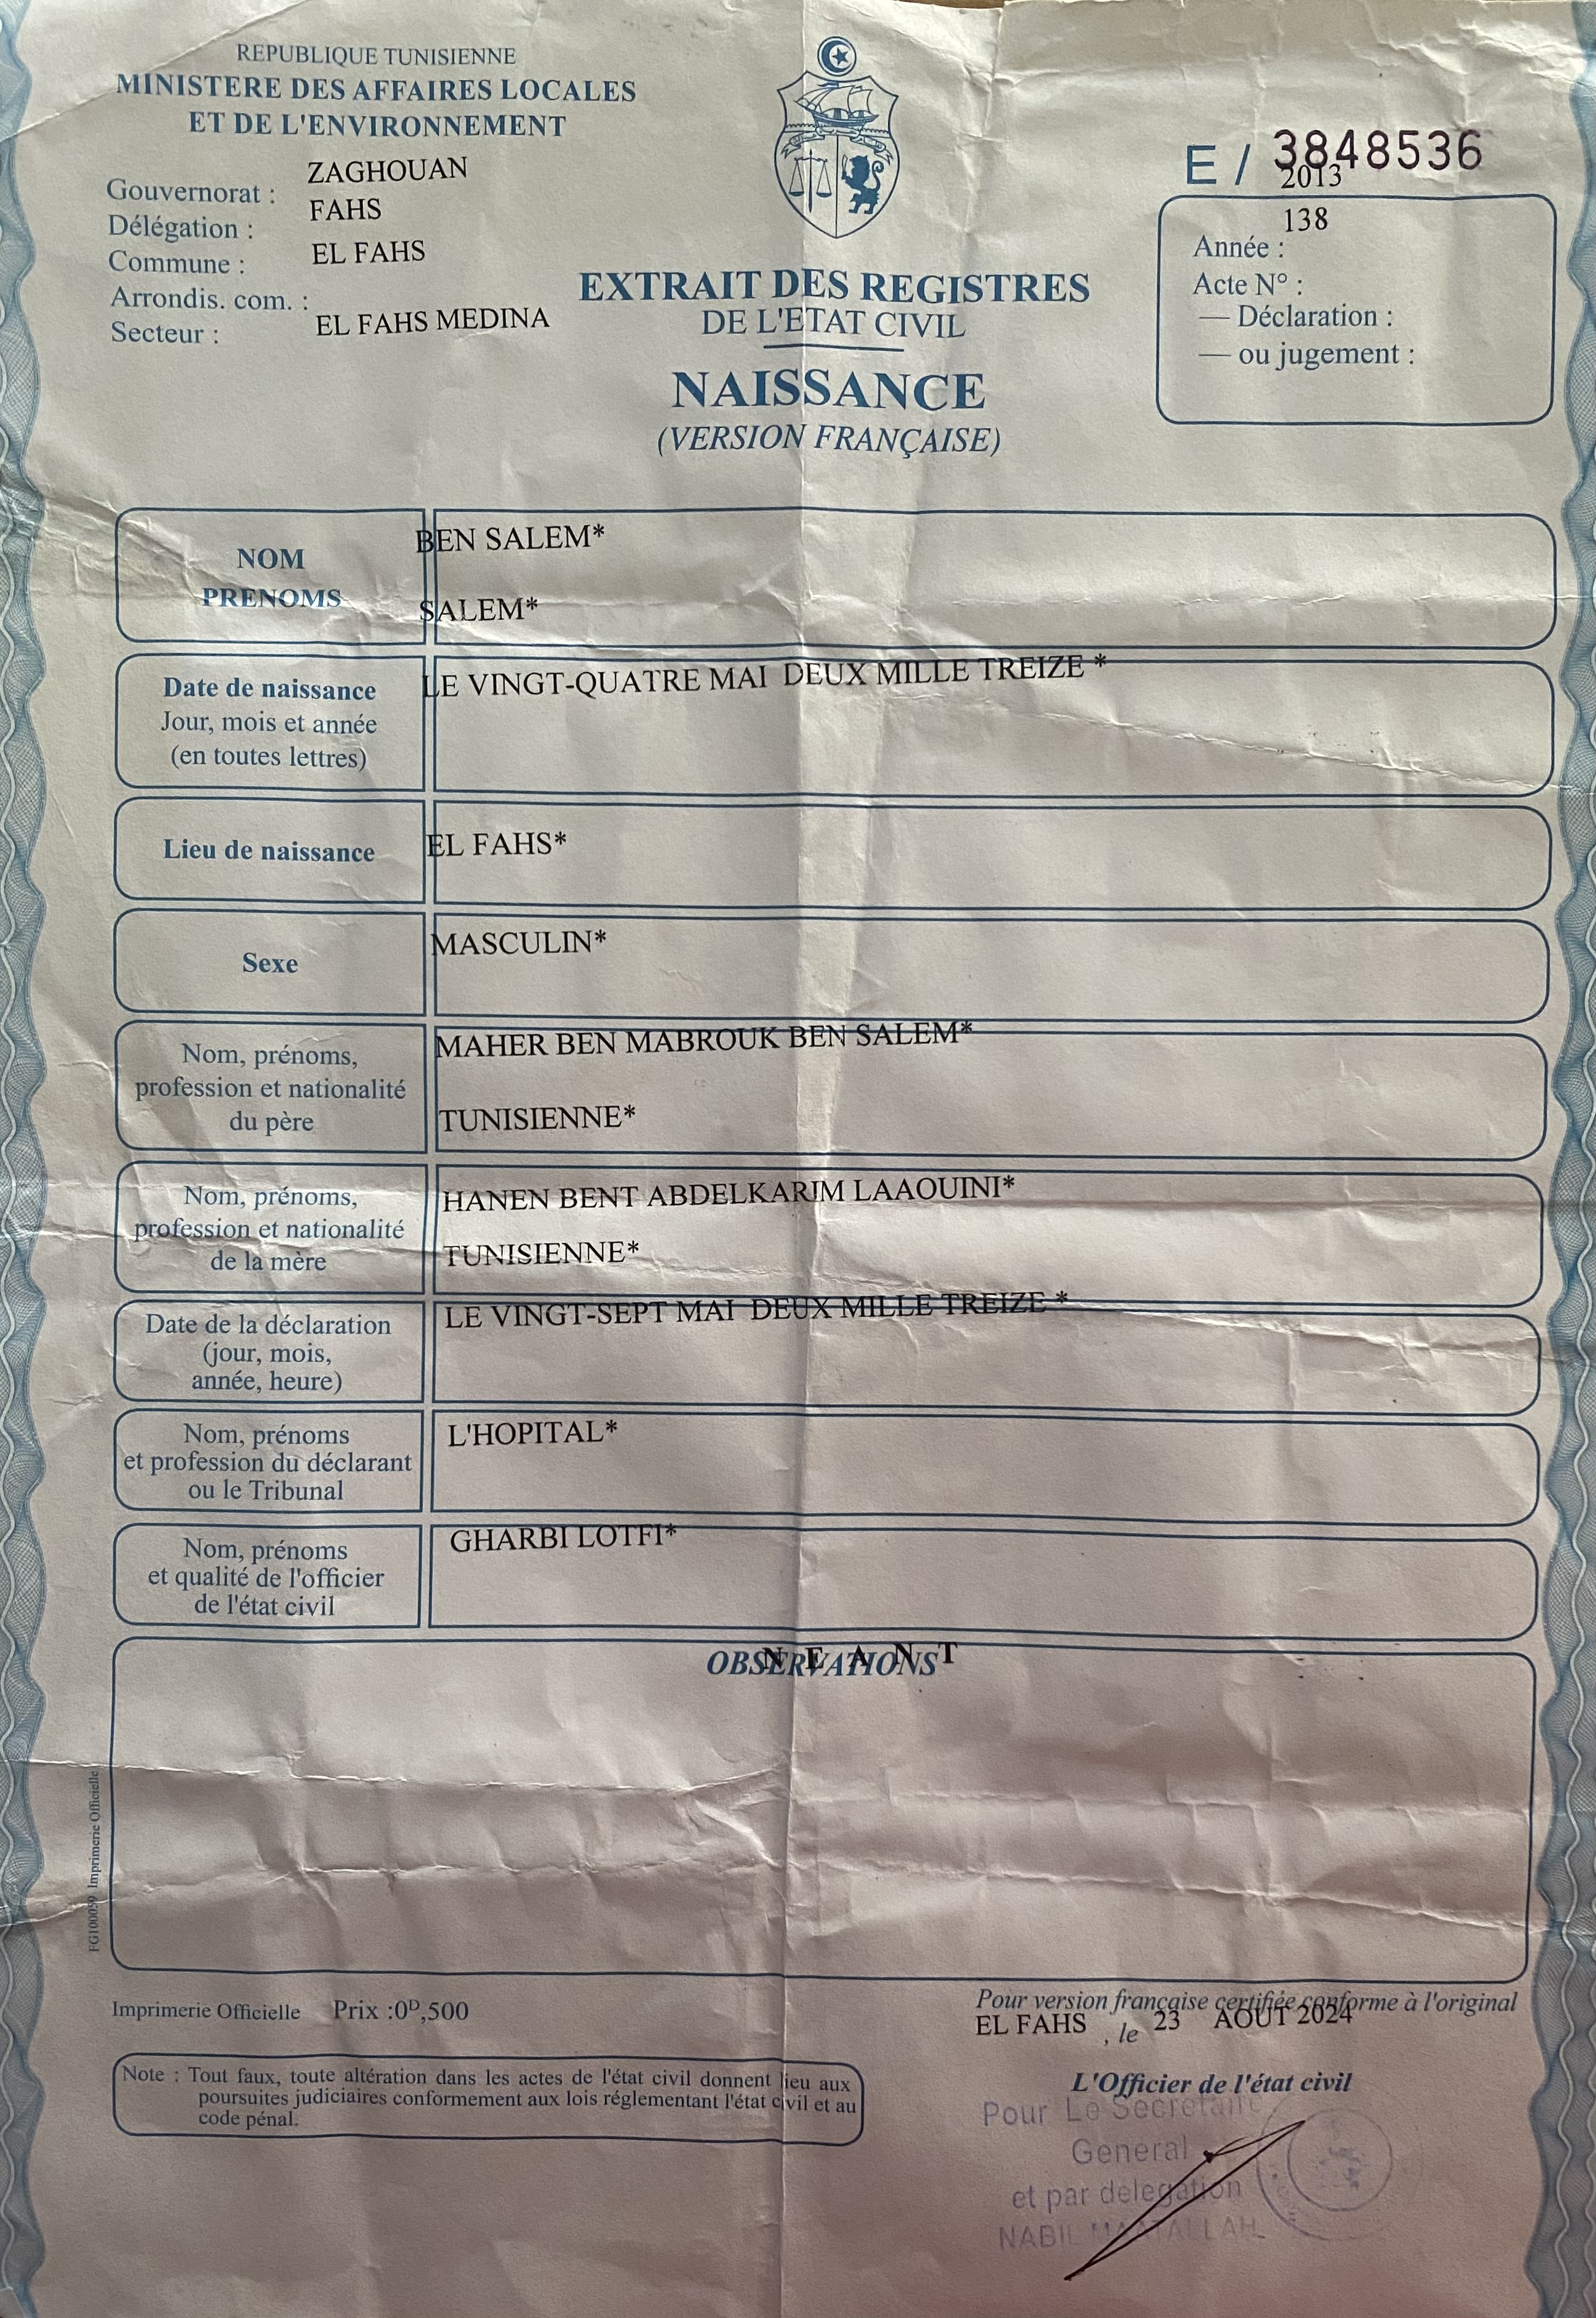 REPUBLIQUE TUNISIENNE
MINISTERE DES AFFAIRES LOCALES
ET DE L'ENVIRONNEMENT
Gouvernorat : ZAGHOUAN
Délégation : FAHS
Commune : EL FAHS
Arrondis. com. :
Secteur : EL FAHS MEDINA
E / 3848536
2013
138
Année :
Acte N° :
— Déclaration :
— ou jugement :
EXTRAIT DES REGISTRES
DE L'ETAT CIVIL
NAISSANCE
(VERSION FRANÇAISE)
NOM
PRENOMS
BEN SALEM*
SALEM*
Date de naissance
Jour, mois et année
(en toutes lettres)
LE VINGT-QUATRE MAI DEUX MILLE TREIZE *
Lieu de naissance
EL FAHS*
Sexe
MASCULIN*
Nom, prénoms,
profession et nationalité
du père
MAHER BEN MABROUK BEN SALEM*
TUNISIENNE*
Nom, prénoms,
profession et nationalité
de la mère
HANEN BENT ABDELKARIM LAAOUINI*
TUNISIENNE*
Date de la déclaration
(jour, mois,
année, heure)
LE VINGT-SEPT MAI DEUX MILLE TREIZE *
Nom, prénoms
et profession du déclarant
ou le Tribunal
L'HOPITAL*
Nom, prénoms
et qualité de l'officier
de l'état civil
GHARBI LOTFI*
OBSERVATIONS
N E A N T
FG100059 Imprimerie Officielle
Imprimerie Officielle Prix :0ᴰ,500
Pour version française certifiée conforme à l'original
EL FAHS , le 23 AOUT 2024
Note : Tout faux, toute altération dans les actes de l'état civil donnent lieu aux
poursuites judiciaires conformement aux lois réglementant l'état civil et au
code pénal.
L'Officier de l'état civil
Pour Le Secretaire
General
et par delegation
NABIL MAATALLAH